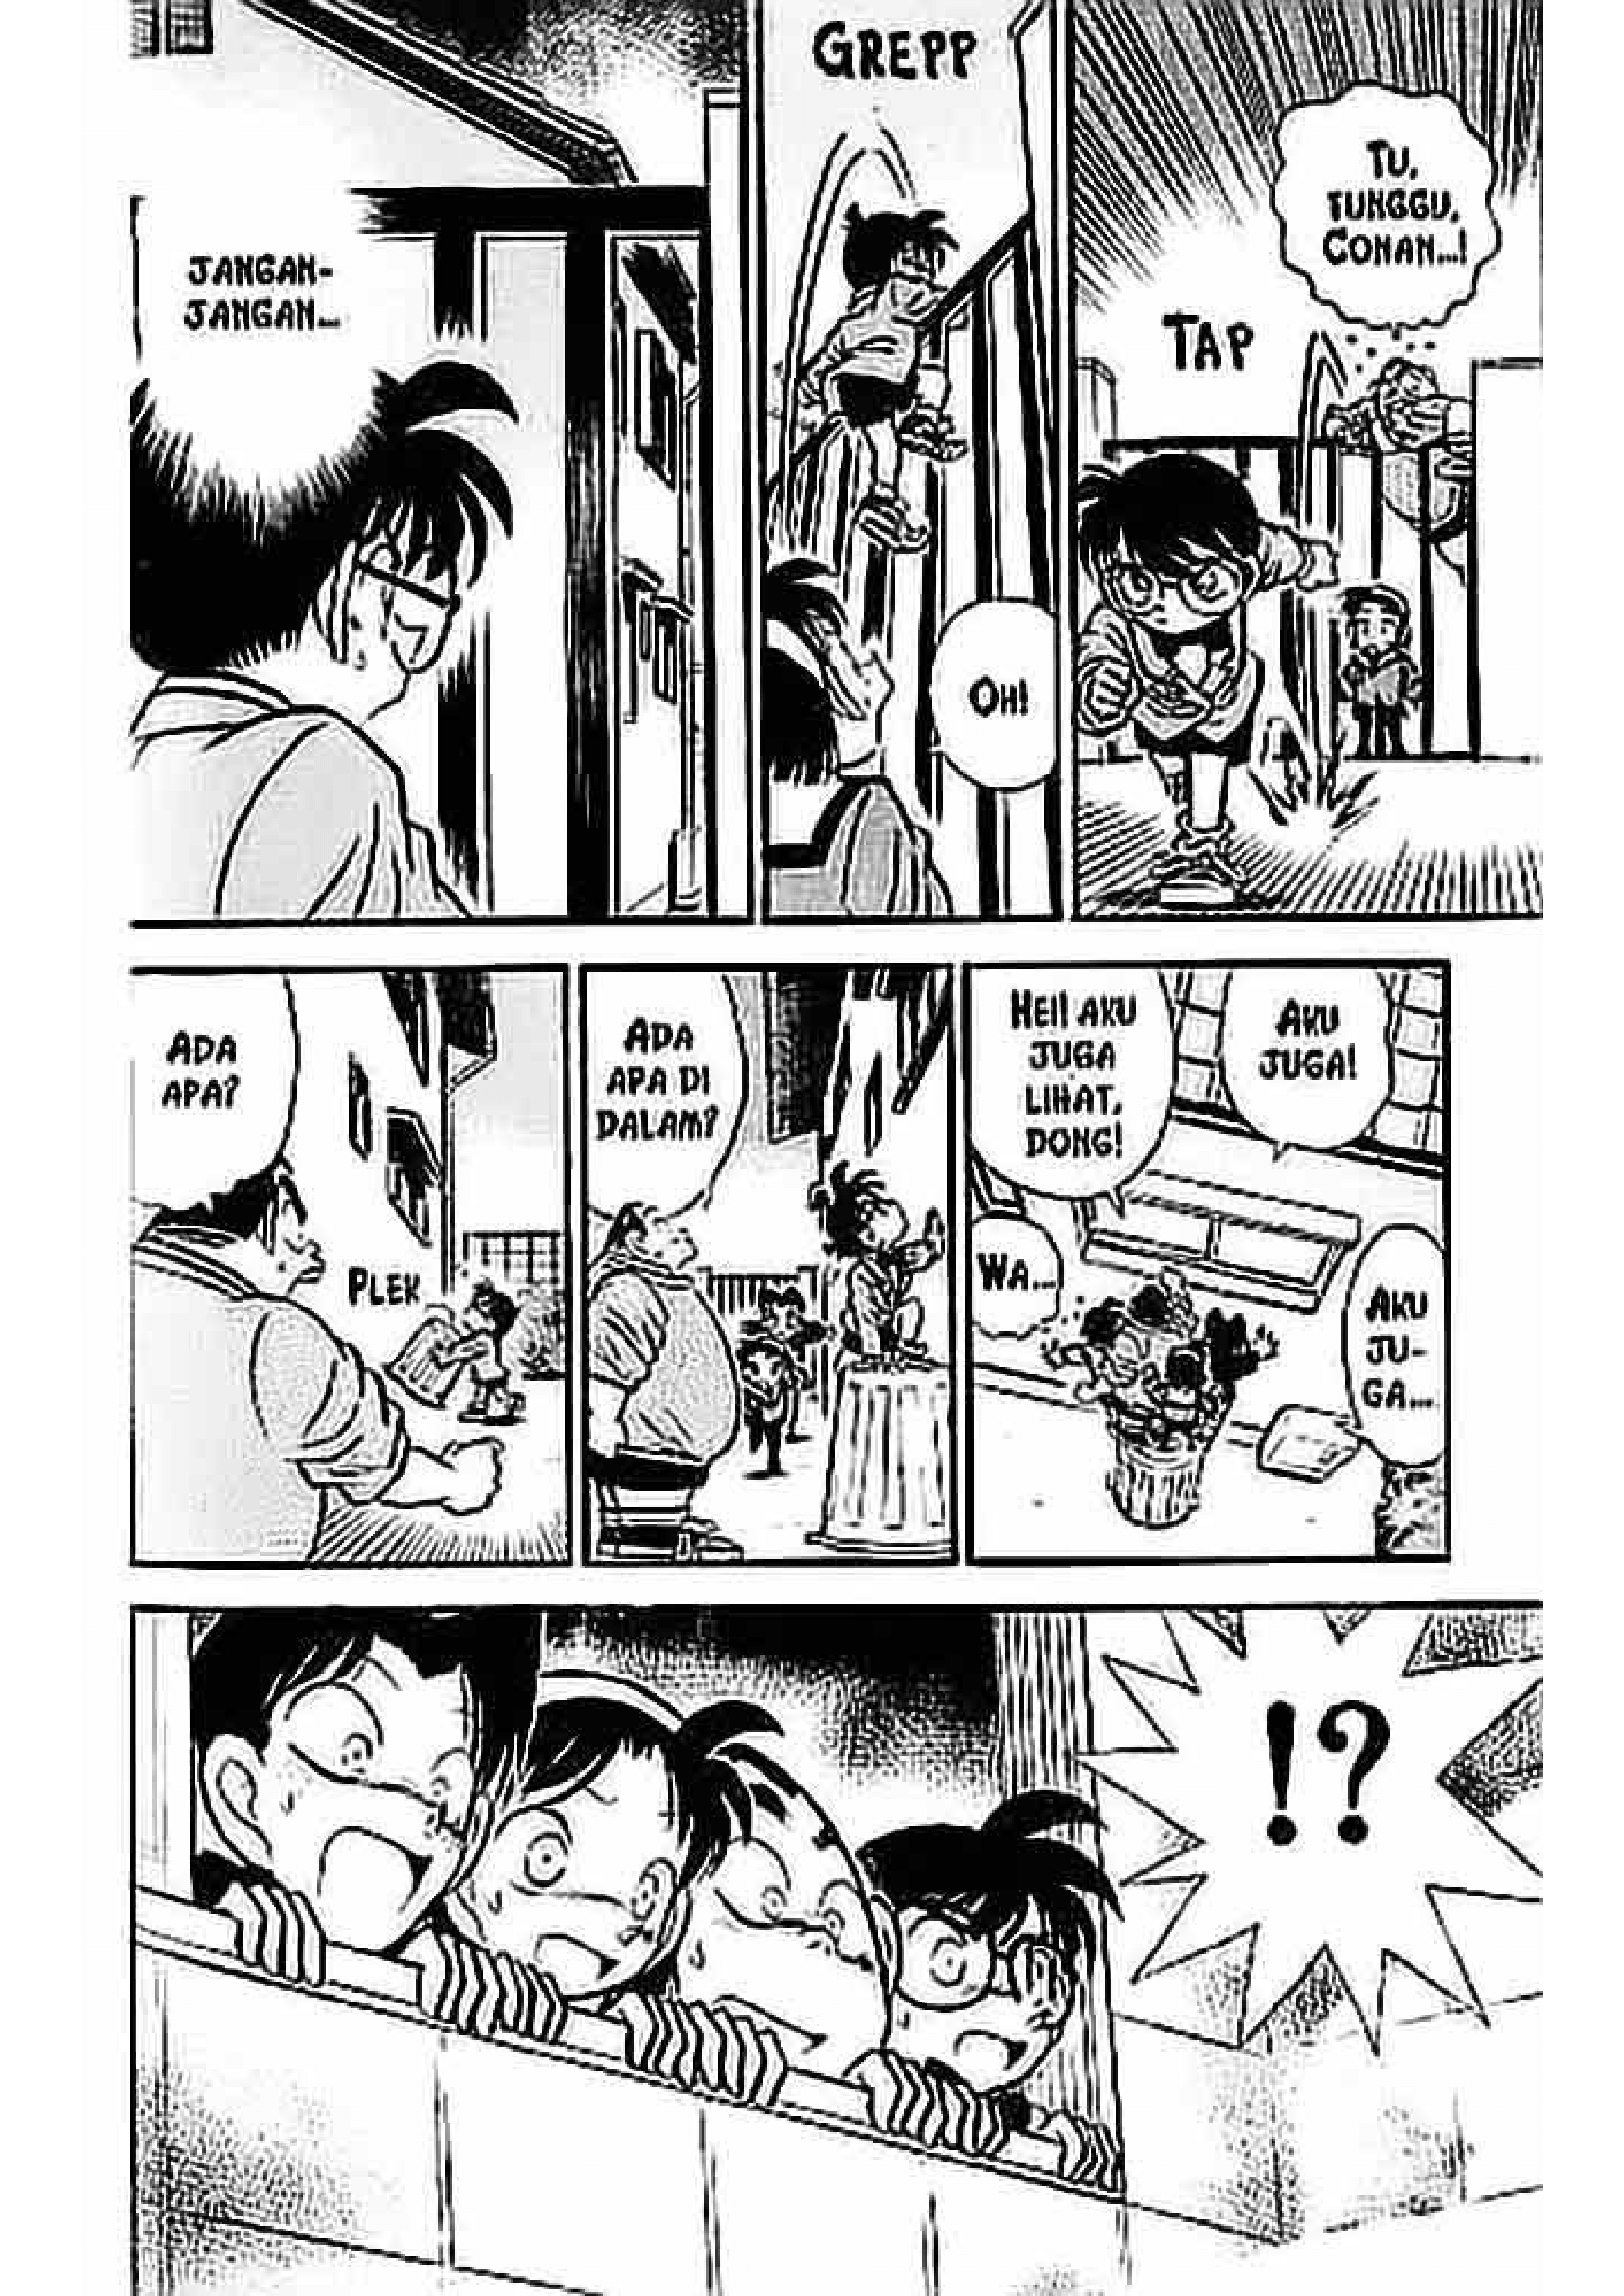 JANGAN-
JANGAN...
GREPP
OH!
TU,
TUNGGU,
CONAN...!
TAP
ADA
APA?
PLEK
ADA
APA DI
DALAM?
HEI! AKU
JUGA
LIHAT,
DONG!
AKU
JUGA!
WA...
AKU
JU-
GA...
!?